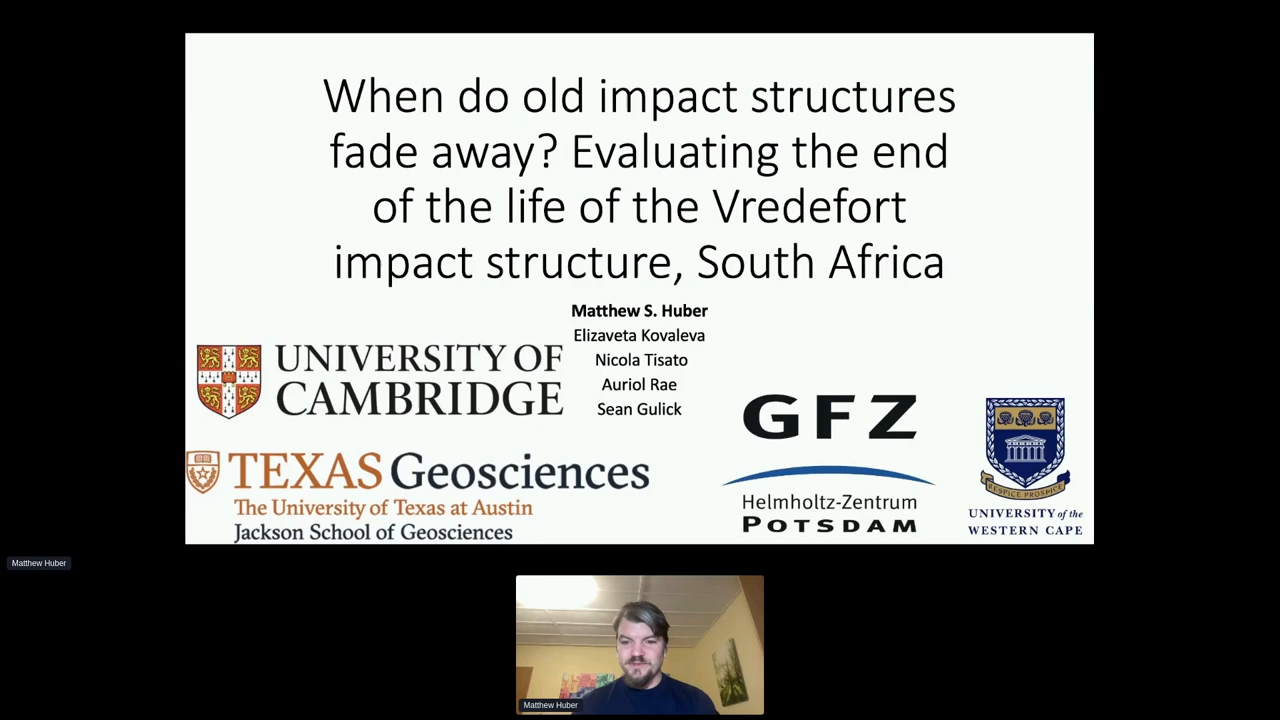 When do old impact structures
fade away? Evaluating the end
of the life of the Vredefort
impact structure, South Africa
Matthew S. Huber
Elizaveta Kovaleva
Nicola Tisato
Auriol Rae
Sean Gulick
UNIVERSITY OF
CAMBRIDGE
TEXAS Geosciences
The University of Texas at Austin
Jackson School of Geosciences
GFZ
Helmholtz-Zentrum
POTSDAM
RESPICE PROSPICE
UNIVERSITY of the
WESTERN CAPE
Matthew Huber
Matthew Huber